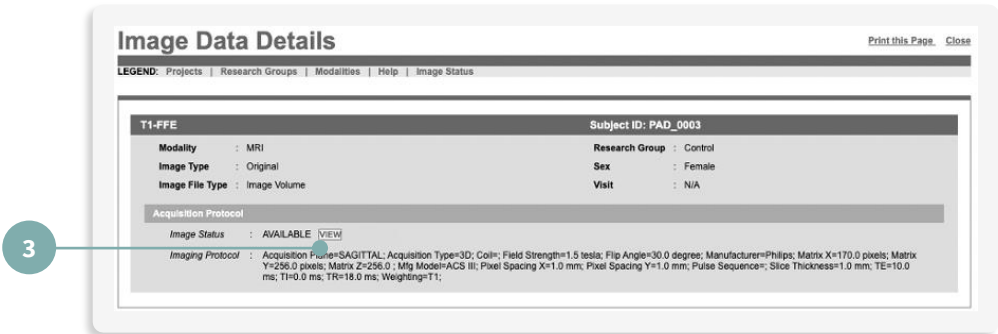 Image Data Details
Print this Page Close
LEGEND: Projects | Research Groups | Modalities | Help | Image Status
T1-FFE
Subject ID: PAD_0003
Modality : MRI
Research Group : Control
Image Type : Original
Sex : Female
Image File Type : Image Volume
Visit : N/A
Acquisition Protocol
Image Status : AVAILABLE VIEW
3
Imaging Protocol : Acquisition Plane=SAGITTAL; Acquisition Type=3D; Coil=; Field Strength=1.5 tesla; Flip Angle=30.0 degree; Manufacturer=Philips; Matrix X=170.0 pixels; Matrix
Y=256.0 pixels; Matrix Z=256.0 ; Mfg Model=ACS III; Pixel Spacing X=1.0 mm; Pixel Spacing Y=1.0 mm; Pulse Sequence=; Slice Thickness=1.0 mm; TE=10.0
ms; TI=0.0 ms; TR=18.0 ms; Weighting=T1;